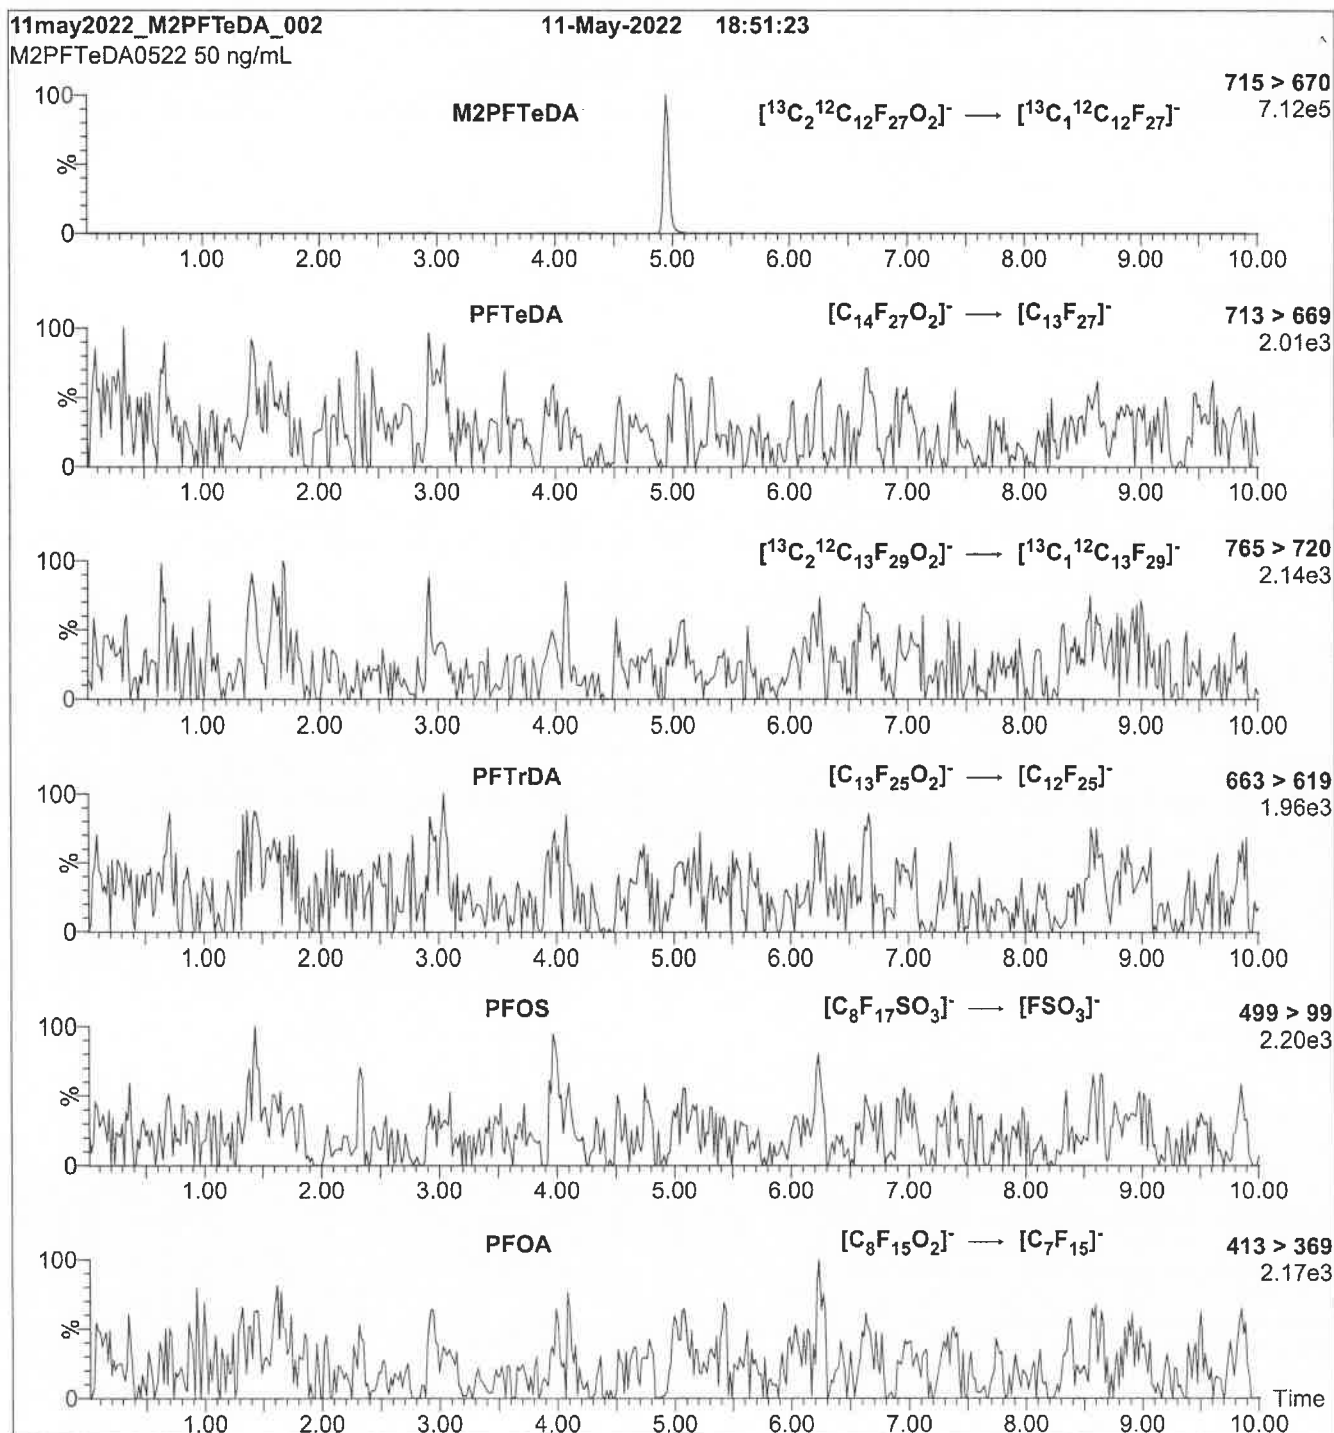 11may2022_M2PFTeDA_002 11-May-2022 18:51:23
M2PFTeDA0522 50 ng/mL
715 > 670
100 M2PFTeDA [¹³C₂¹²C₁₂F₂₇O₂]⁻ → [¹³C₁¹²C₁₂F₂₇]⁻ 7.12e5
%
0
1.00 2.00 3.00 4.00 5.00 6.00 7.00 8.00 9.00 10.00
PFTeDA [C₁₄F₂₇O₂]⁻ → [C₁₃F₂₇]⁻ 713 > 669
100 2.01e3
%
0
1.00 2.00 3.00 4.00 5.00 6.00 7.00 8.00 9.00 10.00
[¹³C₂¹²C₁₃F₂₉O₂]⁻ → [¹³C₁¹²C₁₃F₂₉]⁻ 765 > 720
100 2.14e3
%
0
1.00 2.00 3.00 4.00 5.00 6.00 7.00 8.00 9.00 10.00
PFTrDA [C₁₃F₂₅O₂]⁻ → [C₁₂F₂₅]⁻ 663 > 619
100 1.96e3
%
0
1.00 2.00 3.00 4.00 5.00 6.00 7.00 8.00 9.00 10.00
PFOS [C₈F₁₇SO₃]⁻ → [FSO₃]⁻ 499 > 99
100 2.20e3
%
0
1.00 2.00 3.00 4.00 5.00 6.00 7.00 8.00 9.00 10.00
PFOA [C₈F₁₅O₂]⁻ → [C₇F₁₅]⁻ 413 > 369
100 2.17e3
%
0 Time
1.00 2.00 3.00 4.00 5.00 6.00 7.00 8.00 9.00 10.00